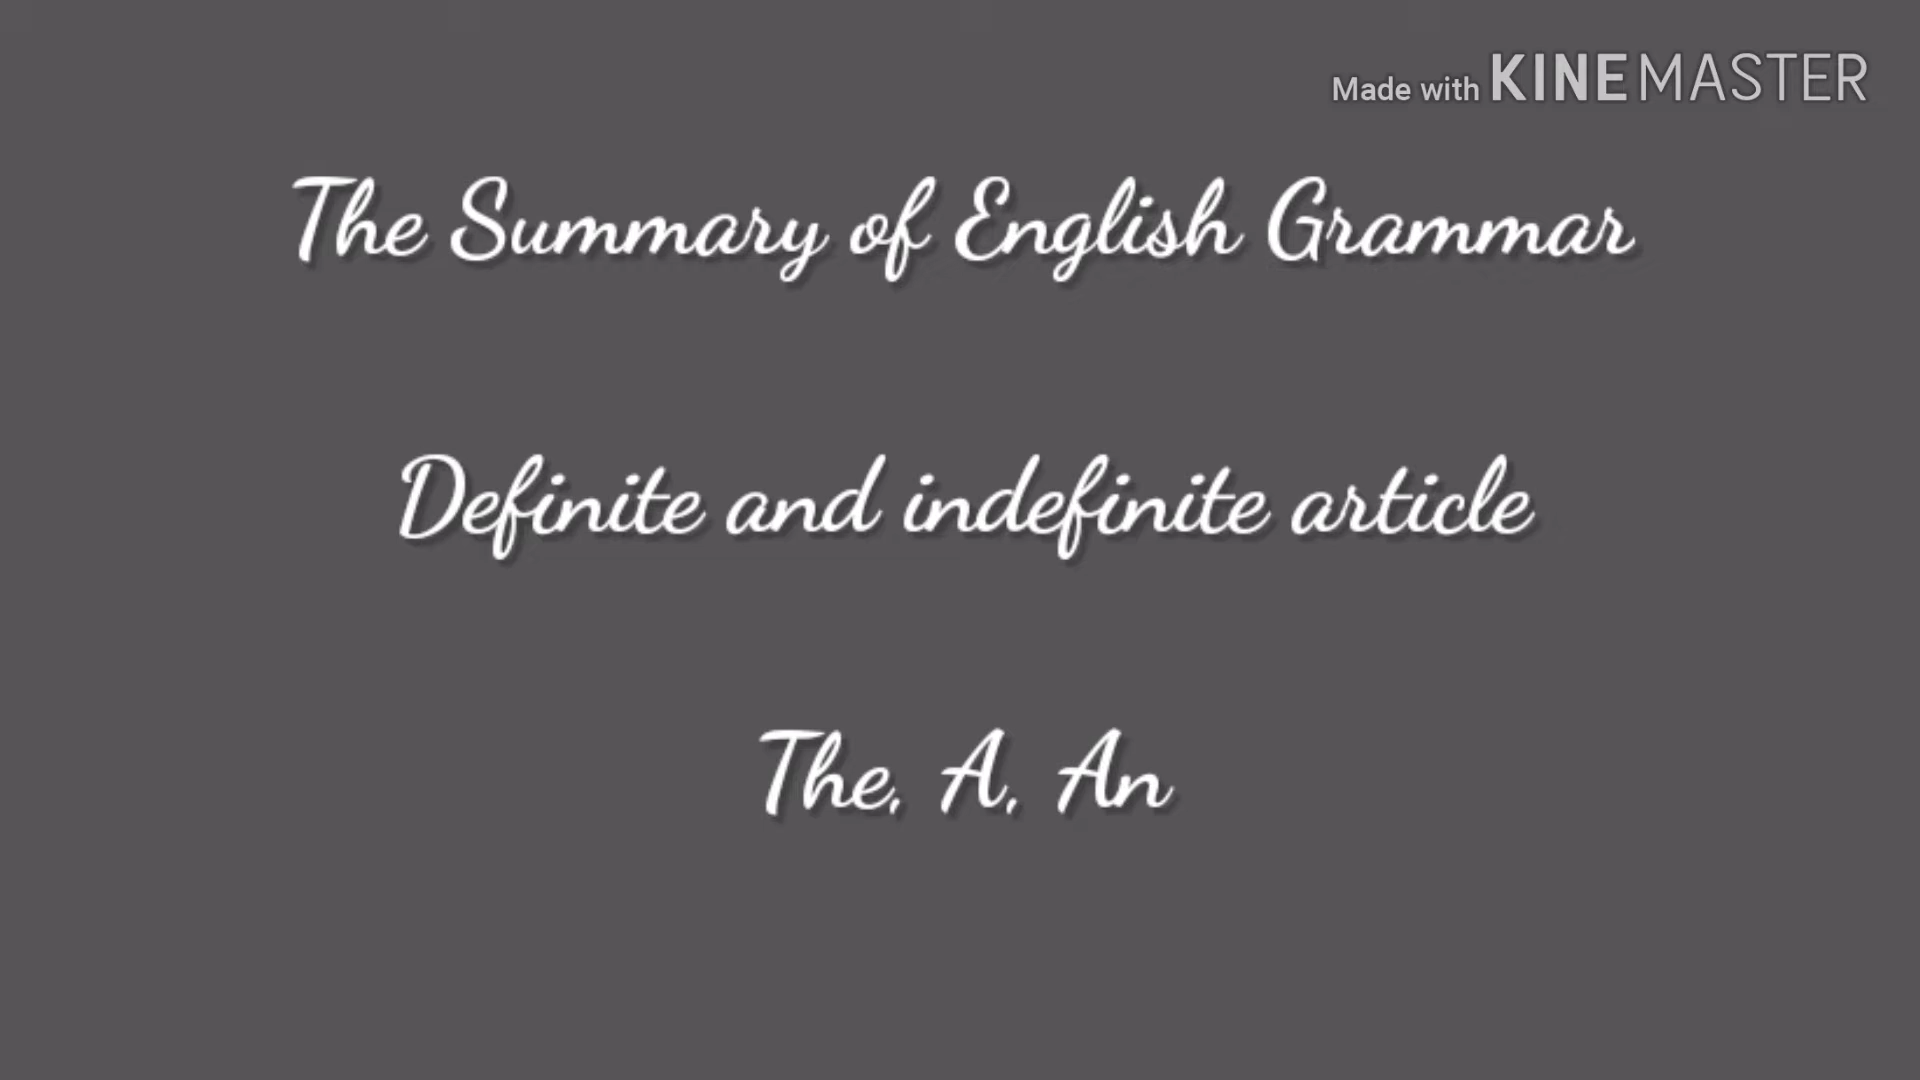 Made with KINEMASTER
The Summary of English Grammar
Definite and indefinite article
The, A, An